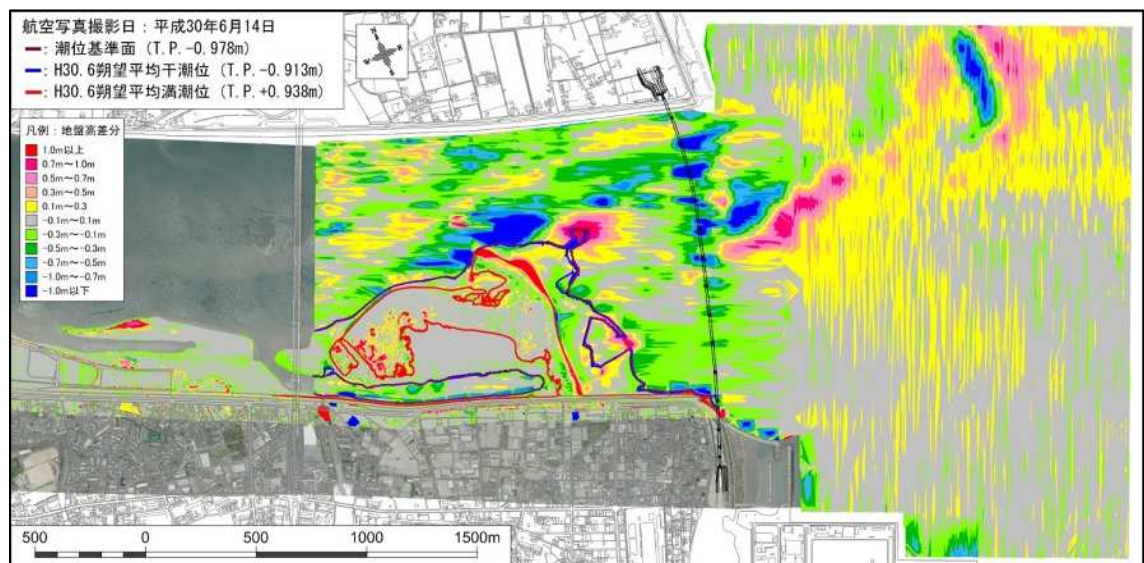 航空写真撮影日：平成30年6月14日
：潮位基準面 (T.P.-0.978m)
：H30.6朔望平均干潮位 (T.P.-0.913m)
：H30.6朔望平均満潮位 (T.P.+0.938m)
凡例：地盤高差分
1.0m以上
0.7m～1.0m
0.5m～0.7m
0.3m～0.5m
0.1m～0.3
-0.1m～0.1m
-0.3m～-0.1m
-0.5m～-0.3m
-0.7m～-0.5m
-1.0m～-0.7m
-1.0m以下
500 0 500 1000 1500m